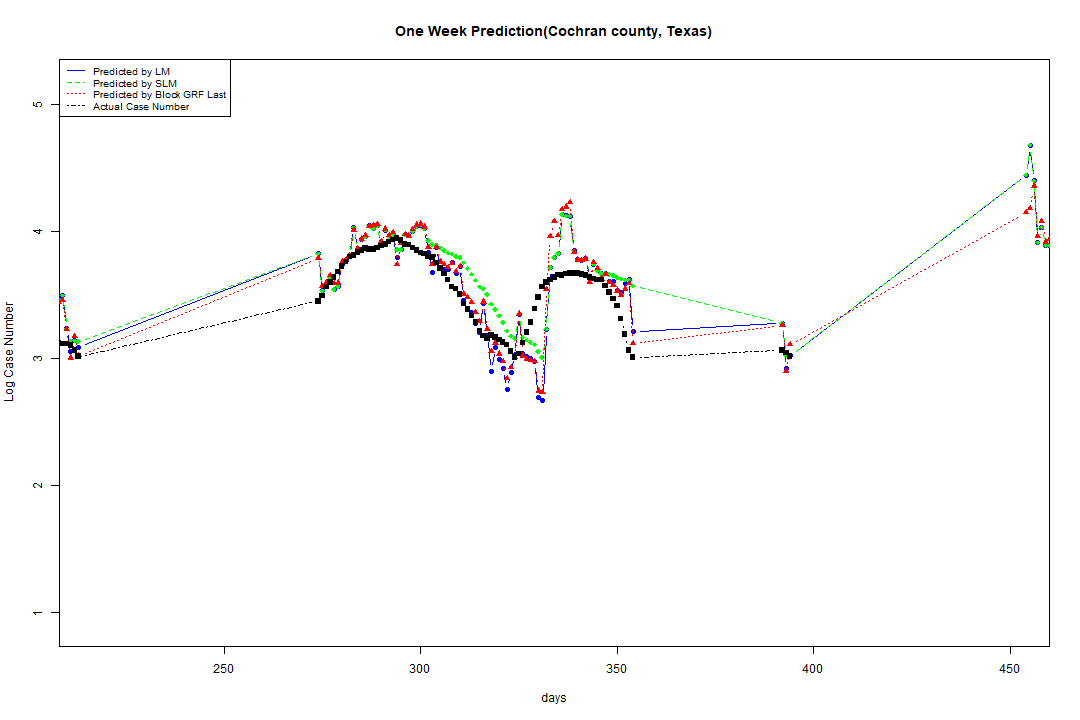 One Week Prediction(Cochran county, Texas)
Predicted by LM
Predicted by SLM
Predicted by Block GRF Last
Actual Case Number
Log Case Number
5
4
3
2
1
250 300 350 400 450
days